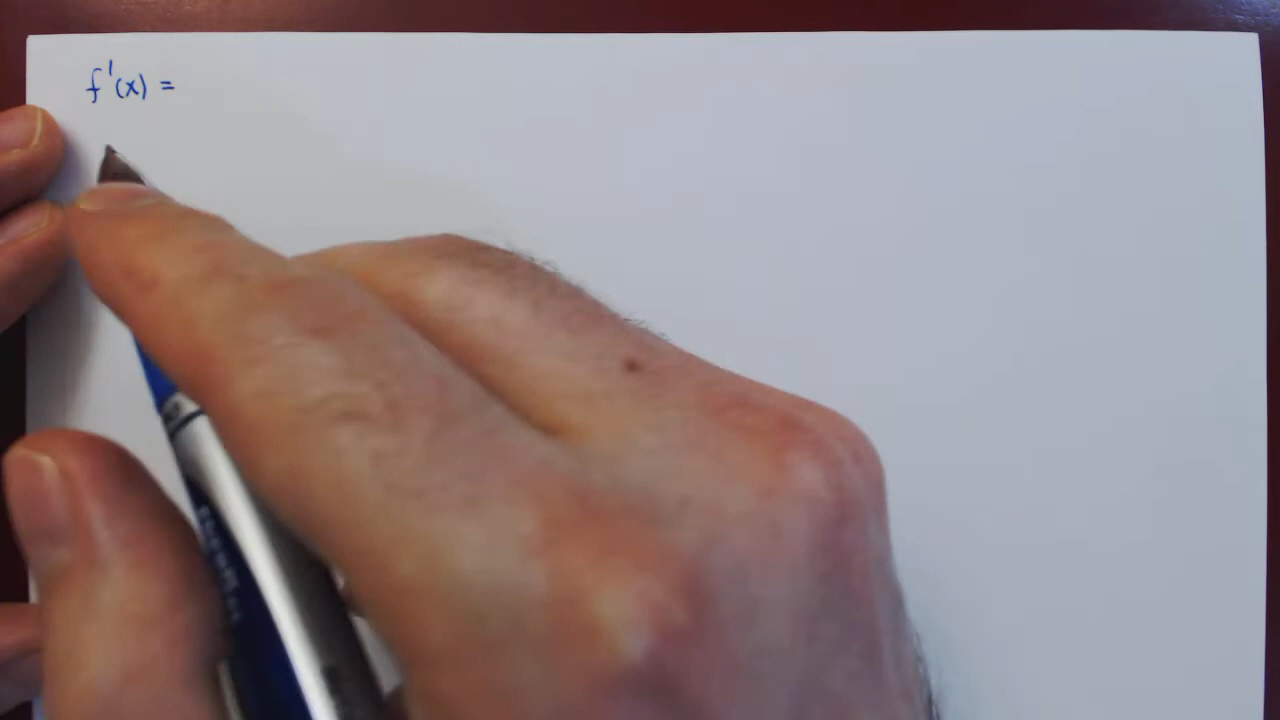 f'(x) =